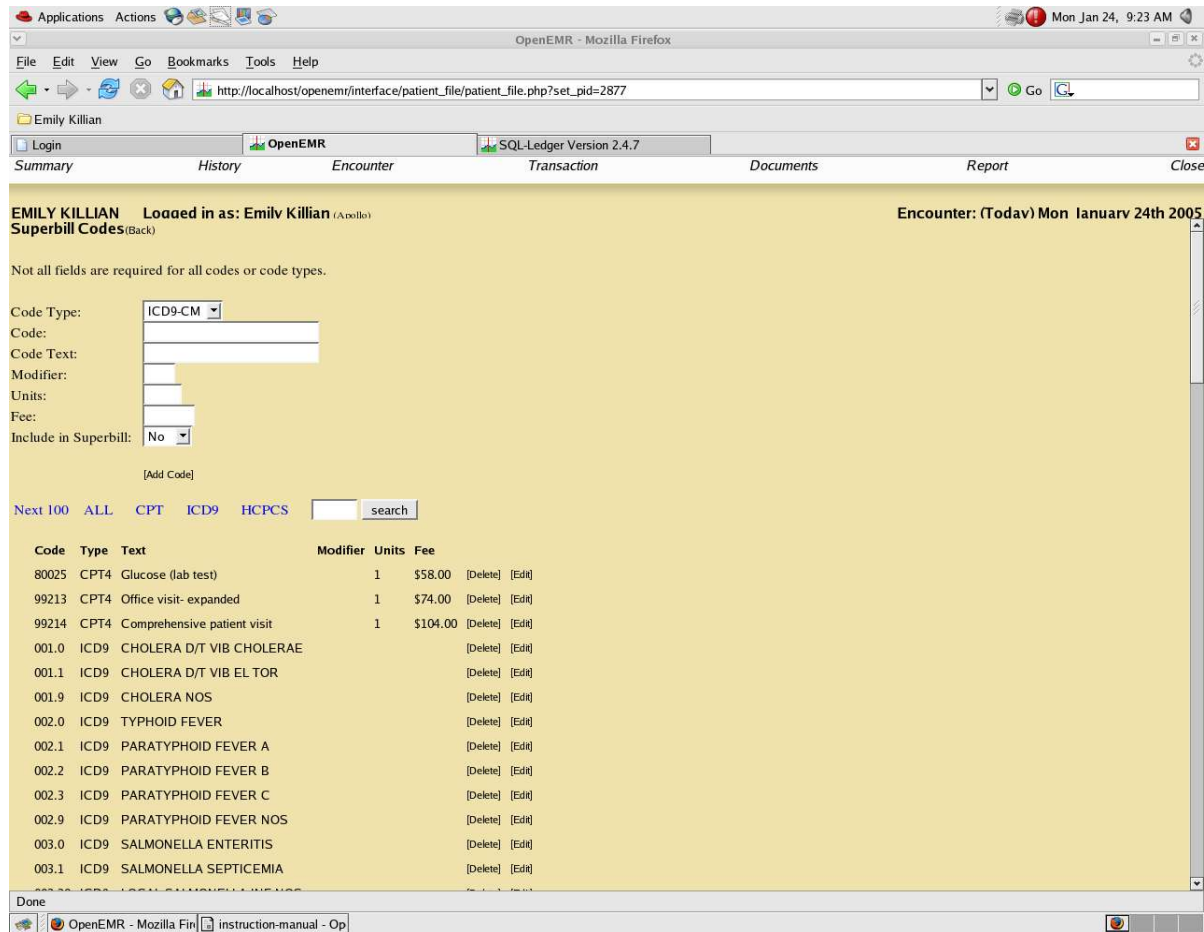 Applications Actions Mon Jan 24, 9:23 AM
OpenEMR - Mozilla Firefox
File Edit View Go Bookmarks Tools Help
http://localhost/openemr/interface/patient_file/patient_file.php?set_pid=2877 Go G
Emily Killian
Login OpenEMR SQL-Ledger Version 2.4.7
Summary History Encounter Transaction Documents Report Close
EMILY KILLIAN Logged in as: Emily Killian (Apollo) Encounter: (Today) Mon January 24th 2005
Superbill Codes(Back)
Not all fields are required for all codes or code types.
Code Type: ICD9-CM
Code:
Code Text:
Modifier:
Units:
Fee:
Include in Superbill: No
[Add Code]
Next 100 ALL CPT ICD9 HCPCS search
Code Type Text Modifier Units Fee
80025 CPT4 Glucose (lab test) 1 $58.00 [Delete] [Edit]
99213 CPT4 Office visit- expanded 1 $74.00 [Delete] [Edit]
99214 CPT4 Comprehensive patient visit 1 $104.00 [Delete] [Edit]
001.0 ICD9 CHOLERA D/T VIB CHOLERAE [Delete] [Edit]
001.1 ICD9 CHOLERA D/T VIB EL TOR [Delete] [Edit]
001.9 ICD9 CHOLERA NOS [Delete] [Edit]
002.0 ICD9 TYPHOID FEVER [Delete] [Edit]
002.1 ICD9 PARATYPHOID FEVER A [Delete] [Edit]
002.2 ICD9 PARATYPHOID FEVER B [Delete] [Edit]
002.3 ICD9 PARATYPHOID FEVER C [Delete] [Edit]
002.9 ICD9 PARATYPHOID FEVER NOS [Delete] [Edit]
003.0 ICD9 SALMONELLA ENTERITIS [Delete] [Edit]
003.1 ICD9 SALMONELLA SEPTICEMIA [Delete] [Edit]
Done
OpenEMR - Mozilla Fire instruction-manual - Op